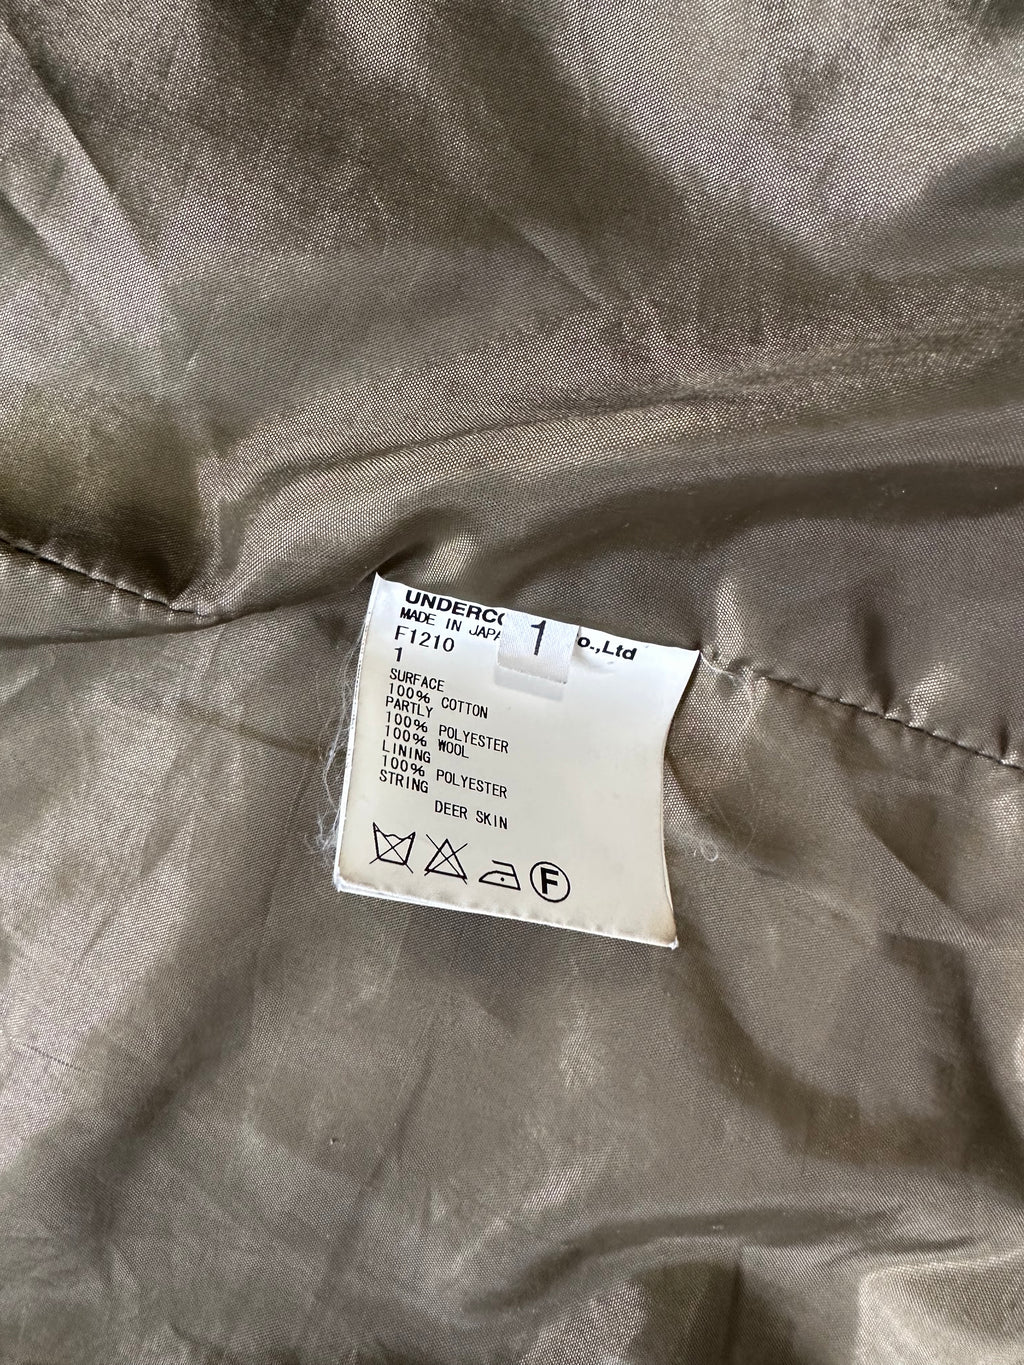 UNDERC
MADE IN JAPA
o.,Ltd
1
F1210
1
SURFACE
100% COTTON
PARTLY
100% POLYESTER
100% WOOL
LINING
100% POLYESTER
STRING
DEER SKIN
F